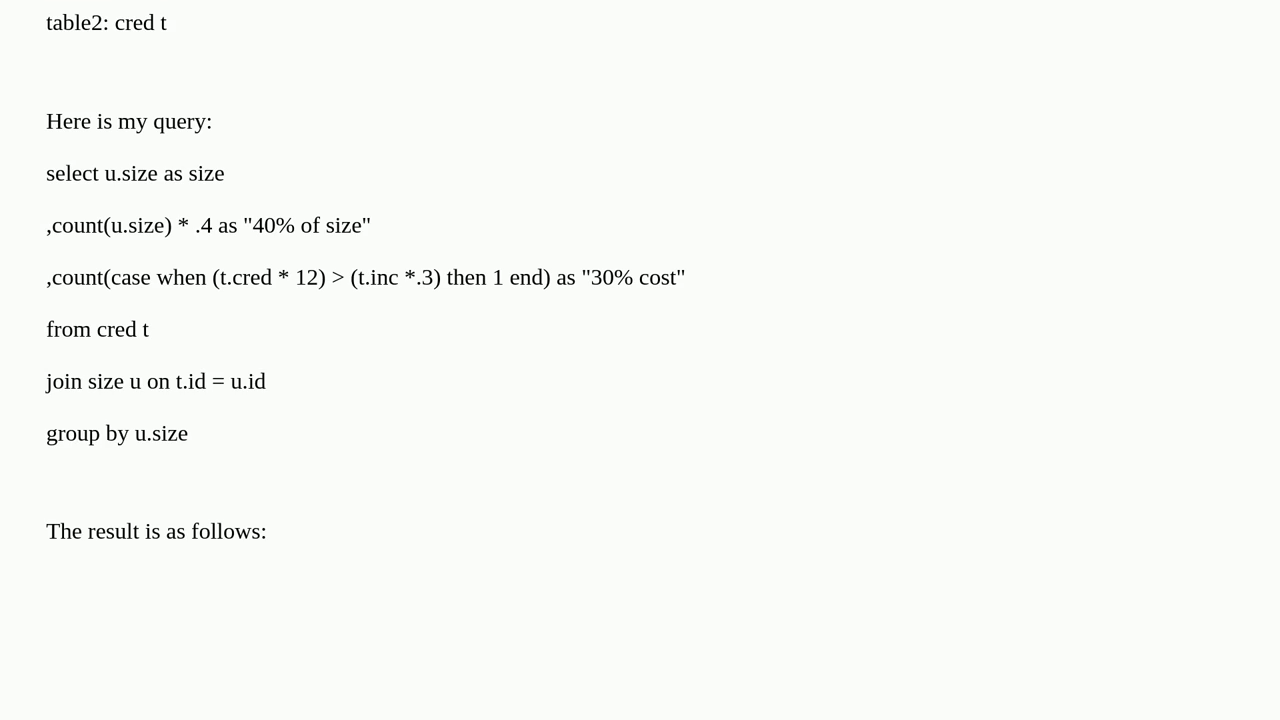 table2: cred t
Here is my query:
select u.size as size
,count(u.size) * .4 as "40% of size"
,count(case when (t.cred * 12) > (t.inc *.3) then 1 end) as "30% cost"
from cred t
join size u on t.id = u.id
group by u.size
The result is as follows: